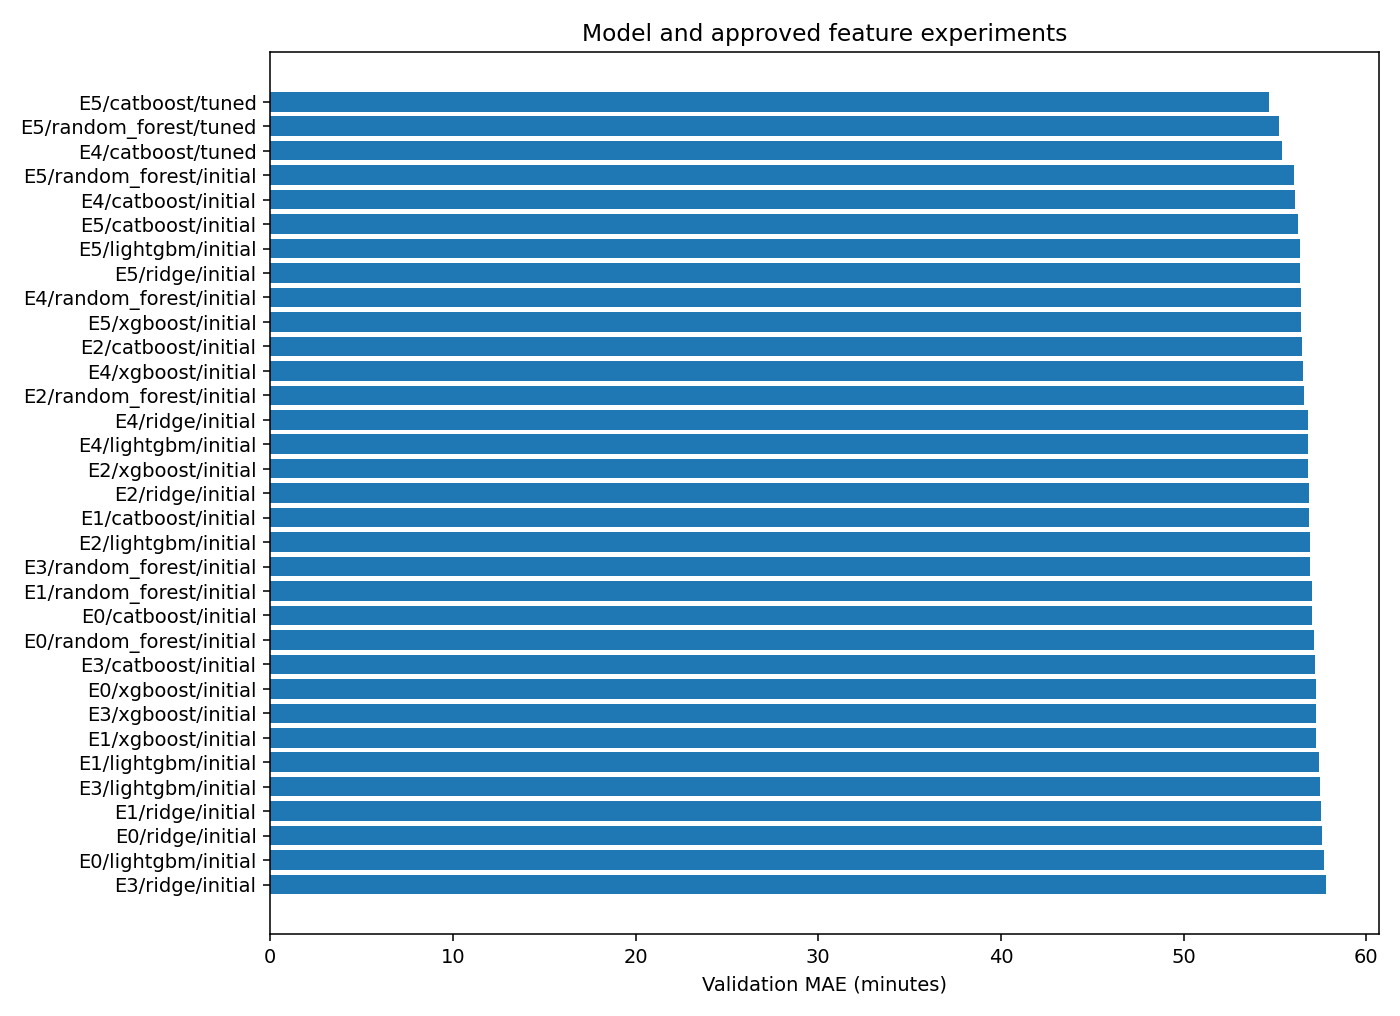 Model and approved feature experiments
E5/catboost/tuned
E5/random_forest/tuned
E4/catboost/tuned
E5/random_forest/initial
E4/catboost/initial
E5/catboost/initial
E5/lightgbm/initial
E5/ridge/initial
E4/random_forest/initial
E5/xgboost/initial
E2/catboost/initial
E4/xgboost/initial
E2/random_forest/initial
E4/ridge/initial
E4/lightgbm/initial
E2/xgboost/initial
E2/ridge/initial
E1/catboost/initial
E2/lightgbm/initial
E3/random_forest/initial
E1/random_forest/initial
E0/catboost/initial
E0/random_forest/initial
E3/catboost/initial
E0/xgboost/initial
E3/xgboost/initial
E1/xgboost/initial
E1/lightgbm/initial
E3/lightgbm/initial
E1/ridge/initial
E0/ridge/initial
E0/lightgbm/initial
E3/ridge/initial
0 10 20 30 40 50 60
Validation MAE (minutes)